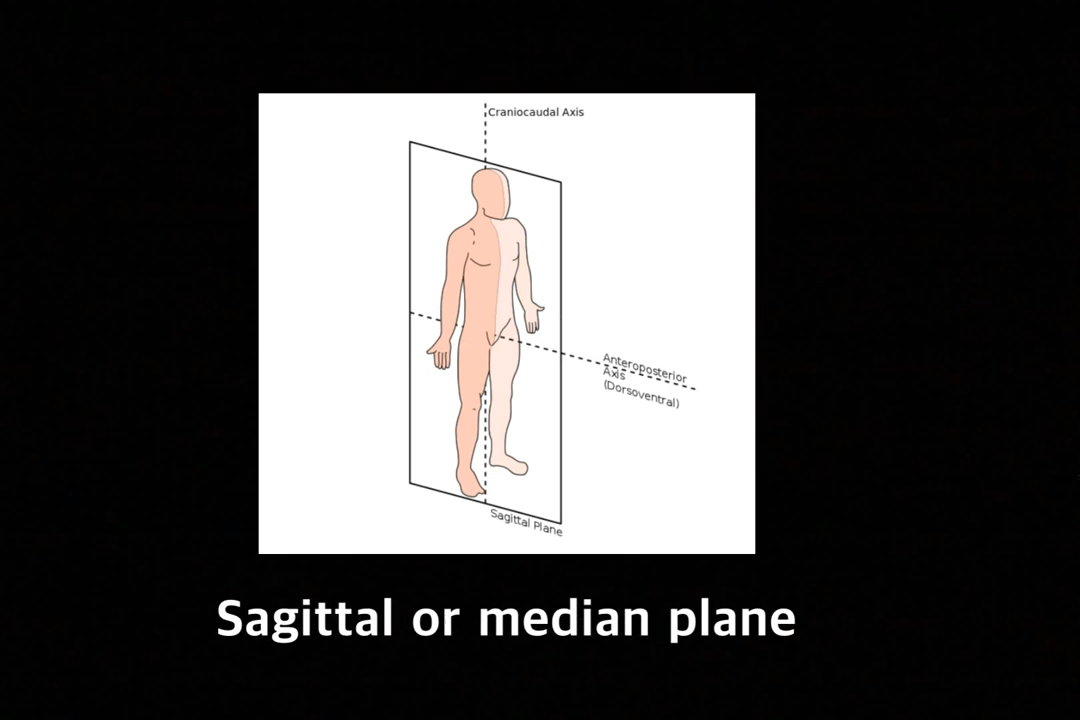 Craniocaudal Axis
Anteroposterior
Axis
(Dorsoventral)
Sagittal Plane
Sagittal or median plane